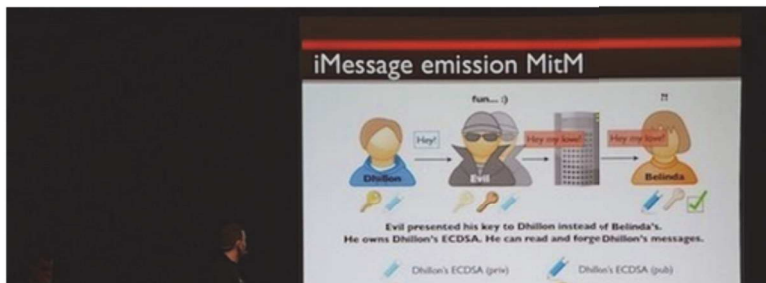 iMessage emission MitM
fun... :)
?!
Hey!
Hey my love!
Hey my love!
Dhillon
Evil
Belinda
Evil presented his key to Dhillon instead of Belinda's.
He owns Dhillon's ECDSA. He can read and forge Dhillon's messages.
Dhillon's ECDSA (priv)
Dhillon's ECDSA (pub)